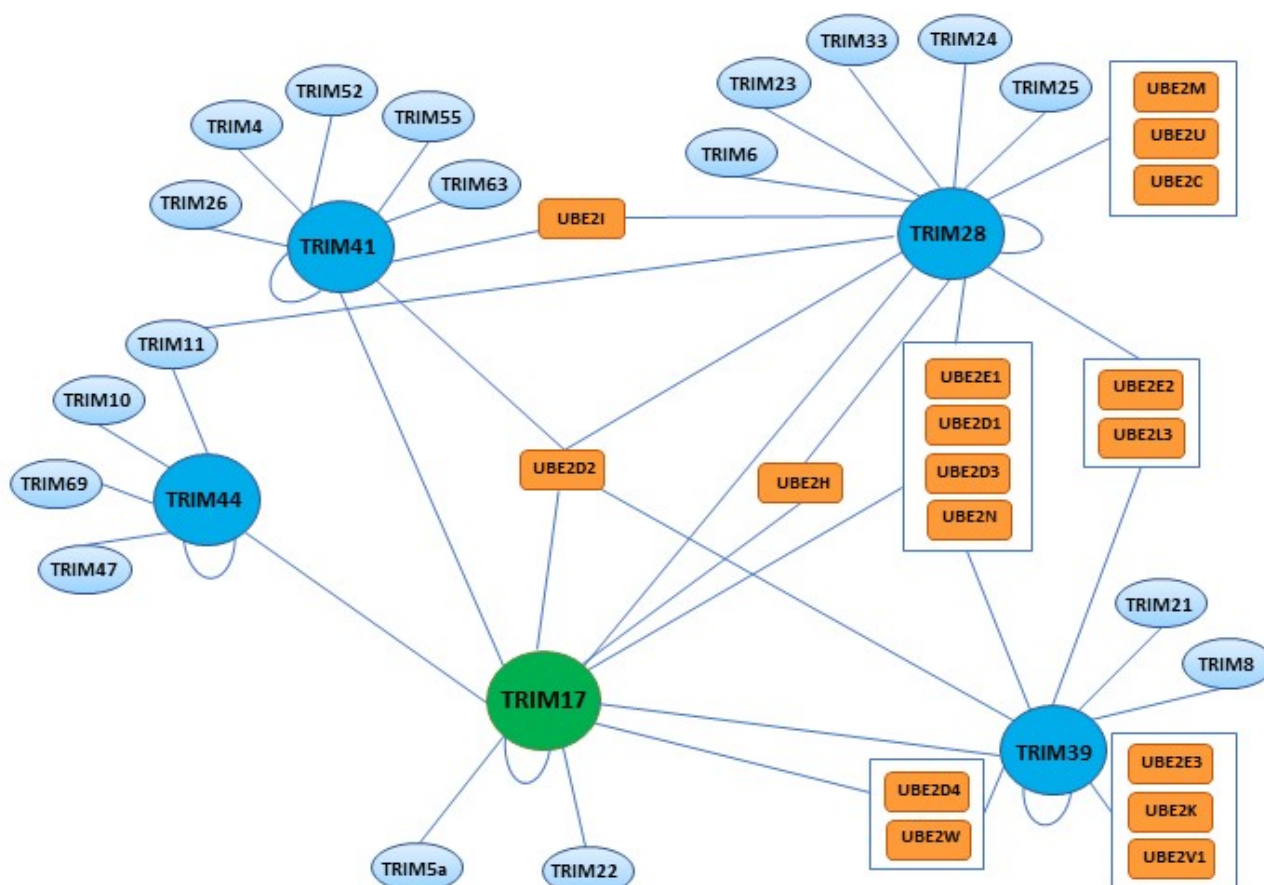 TRIM33
TRIM24
TRIM52
TRIM23
TRIM25
UBE2M
TRIM4
TRIM55
UBE2U
TRIM6
UBE2C
TRIM63
TRIM26
UBE2I
TRIM41
TRIM28
TRIM11
UBE2E1
UBE2E2
TRIM10
UBE2D1
UBE2L3
UBE2D2
UBE2H
UBE2D3
TRIM69
TRIM44
UBE2N
TRIM47
TRIM21
TRIM8
TRIM17
TRIM39
UBE2E3
UBE2D4
UBE2K
UBE2W
UBE2V1
TRIM5a
TRIM22